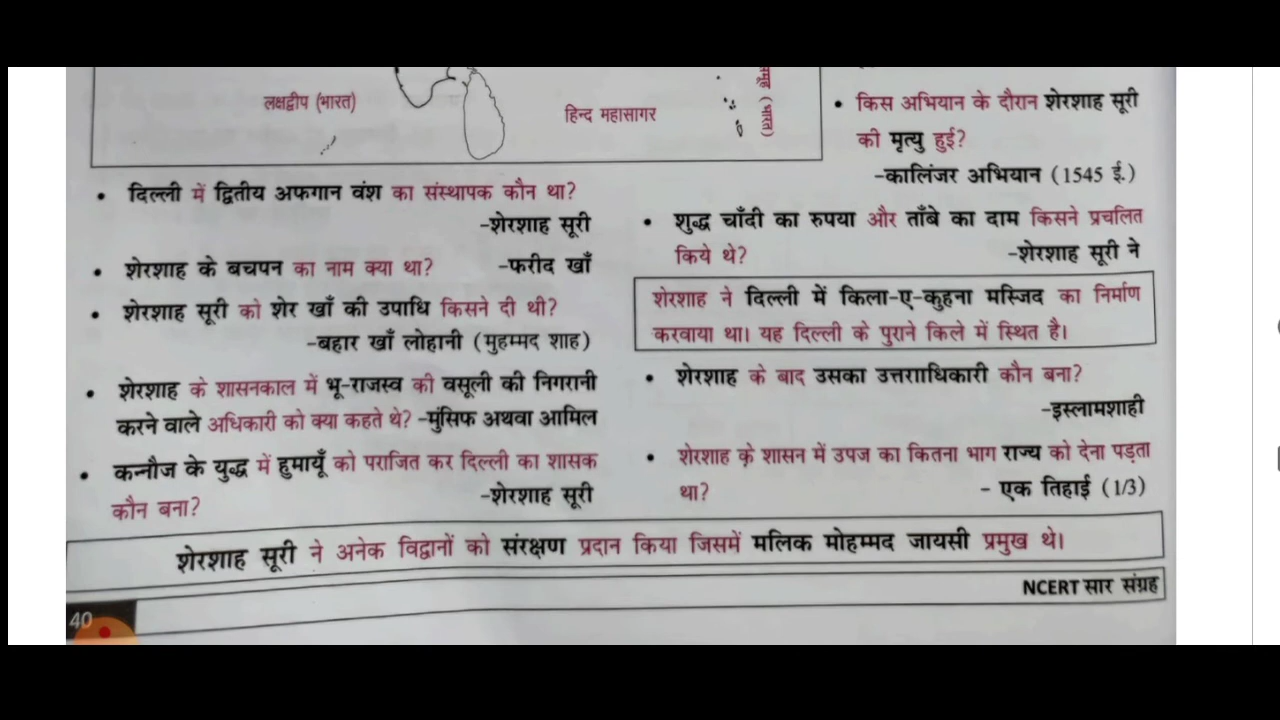 लक्षद्वीप (भारत)
हिन्द महासागर
समूह (भारत)
• दिल्ली में द्वितीय अफगान वंश का संस्थापक कौन था?
-शेरशाह सूरी
• शेरशाह के बचपन का नाम क्या था? -फरीद खाँ
• शेरशाह सूरी को शेर खाँ की उपाधि किसने दी थी?
-बहार खाँ लोहानी (मुहम्मद शाह)
• शेरशाह के शासनकाल में भू-राजस्व की वसूली की निगरानी
करने वाले अधिकारी को क्या कहते थे? -मुंसिफ अथवा आमिल
• कन्नौज के युद्ध में हुमायूँ को पराजित कर दिल्ली का शासक
कौन बना? -शेरशाह सूरी
• किस अभियान के दौरान शेरशाह सूरी
की मृत्यु हुई?
-कालिंजर अभियान (1545 ई.)
• शुद्ध चाँदी का रुपया और ताँबे का दाम किसने प्रचलित
किये थे? -शेरशाह सूरी ने
शेरशाह ने दिल्ली में किला-ए-कुहना मस्जिद का निर्माण
करवाया था। यह दिल्ली के पुराने किले में स्थित है।
• शेरशाह के बाद उसका उत्तरााधिकारी कौन बना?
-इस्लामशाही
• शेरशाह के शासन में उपज का कितना भाग राज्य को देना पड़ता
था? - एक तिहाई (1/3)
शेरशाह सूरी ने अनेक विद्वानों को संरक्षण प्रदान किया जिसमें मलिक मोहम्मद जायसी प्रमुख थे।
NCERT सार संग्रह
40